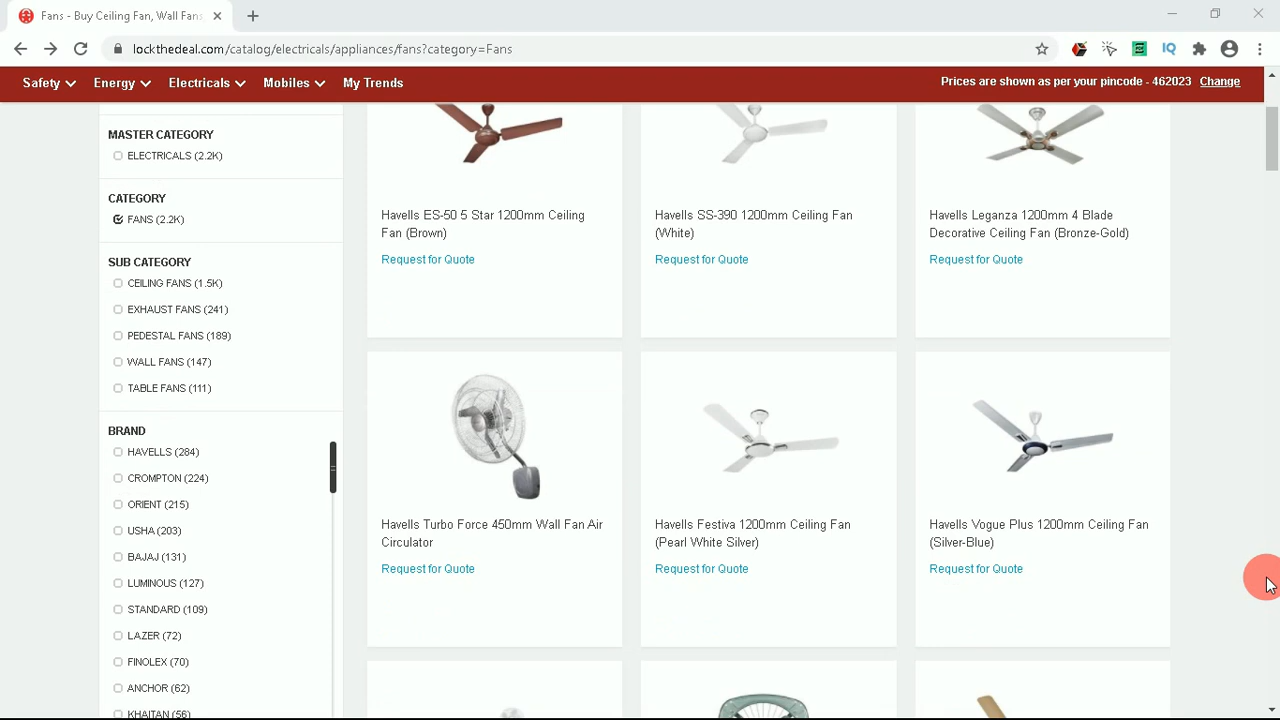 Fans - Buy Ceiling Fan, Wall Fans
lockthedeal.com/catalog/electricals/appliances/fans?category=Fans
IQ
Safety Energy Electricals Mobiles My Trends
Prices are shown as per your pincode - 462023 Change
MASTER CATEGORY
ELECTRICALS (2.2K)
CATEGORY
FANS (2.2K)
SUB CATEGORY
CEILING FANS (1.5K)
EXHAUST FANS (241)
PEDESTAL FANS (189)
WALL FANS (147)
TABLE FANS (111)
BRAND
HAVELLS (284)
CROMPTON (224)
ORIENT (215)
USHA (203)
BAJAJ (131)
LUMINOUS (127)
STANDARD (109)
LAZER (72)
FINOLEX (70)
ANCHOR (62)
KHAITAN (56)
Havells ES-50 5 Star 1200mm Ceiling
Fan (Brown)
Request for Quote
Havells SS-390 1200mm Ceiling Fan
(White)
Request for Quote
Havells Leganza 1200mm 4 Blade
Decorative Ceiling Fan (Bronze-Gold)
Request for Quote
Havells Turbo Force 450mm Wall Fan Air
Circulator
Request for Quote
Havells Festiva 1200mm Ceiling Fan
(Pearl White Silver)
Request for Quote
Havells Vogue Plus 1200mm Ceiling Fan
(Silver-Blue)
Request for Quote